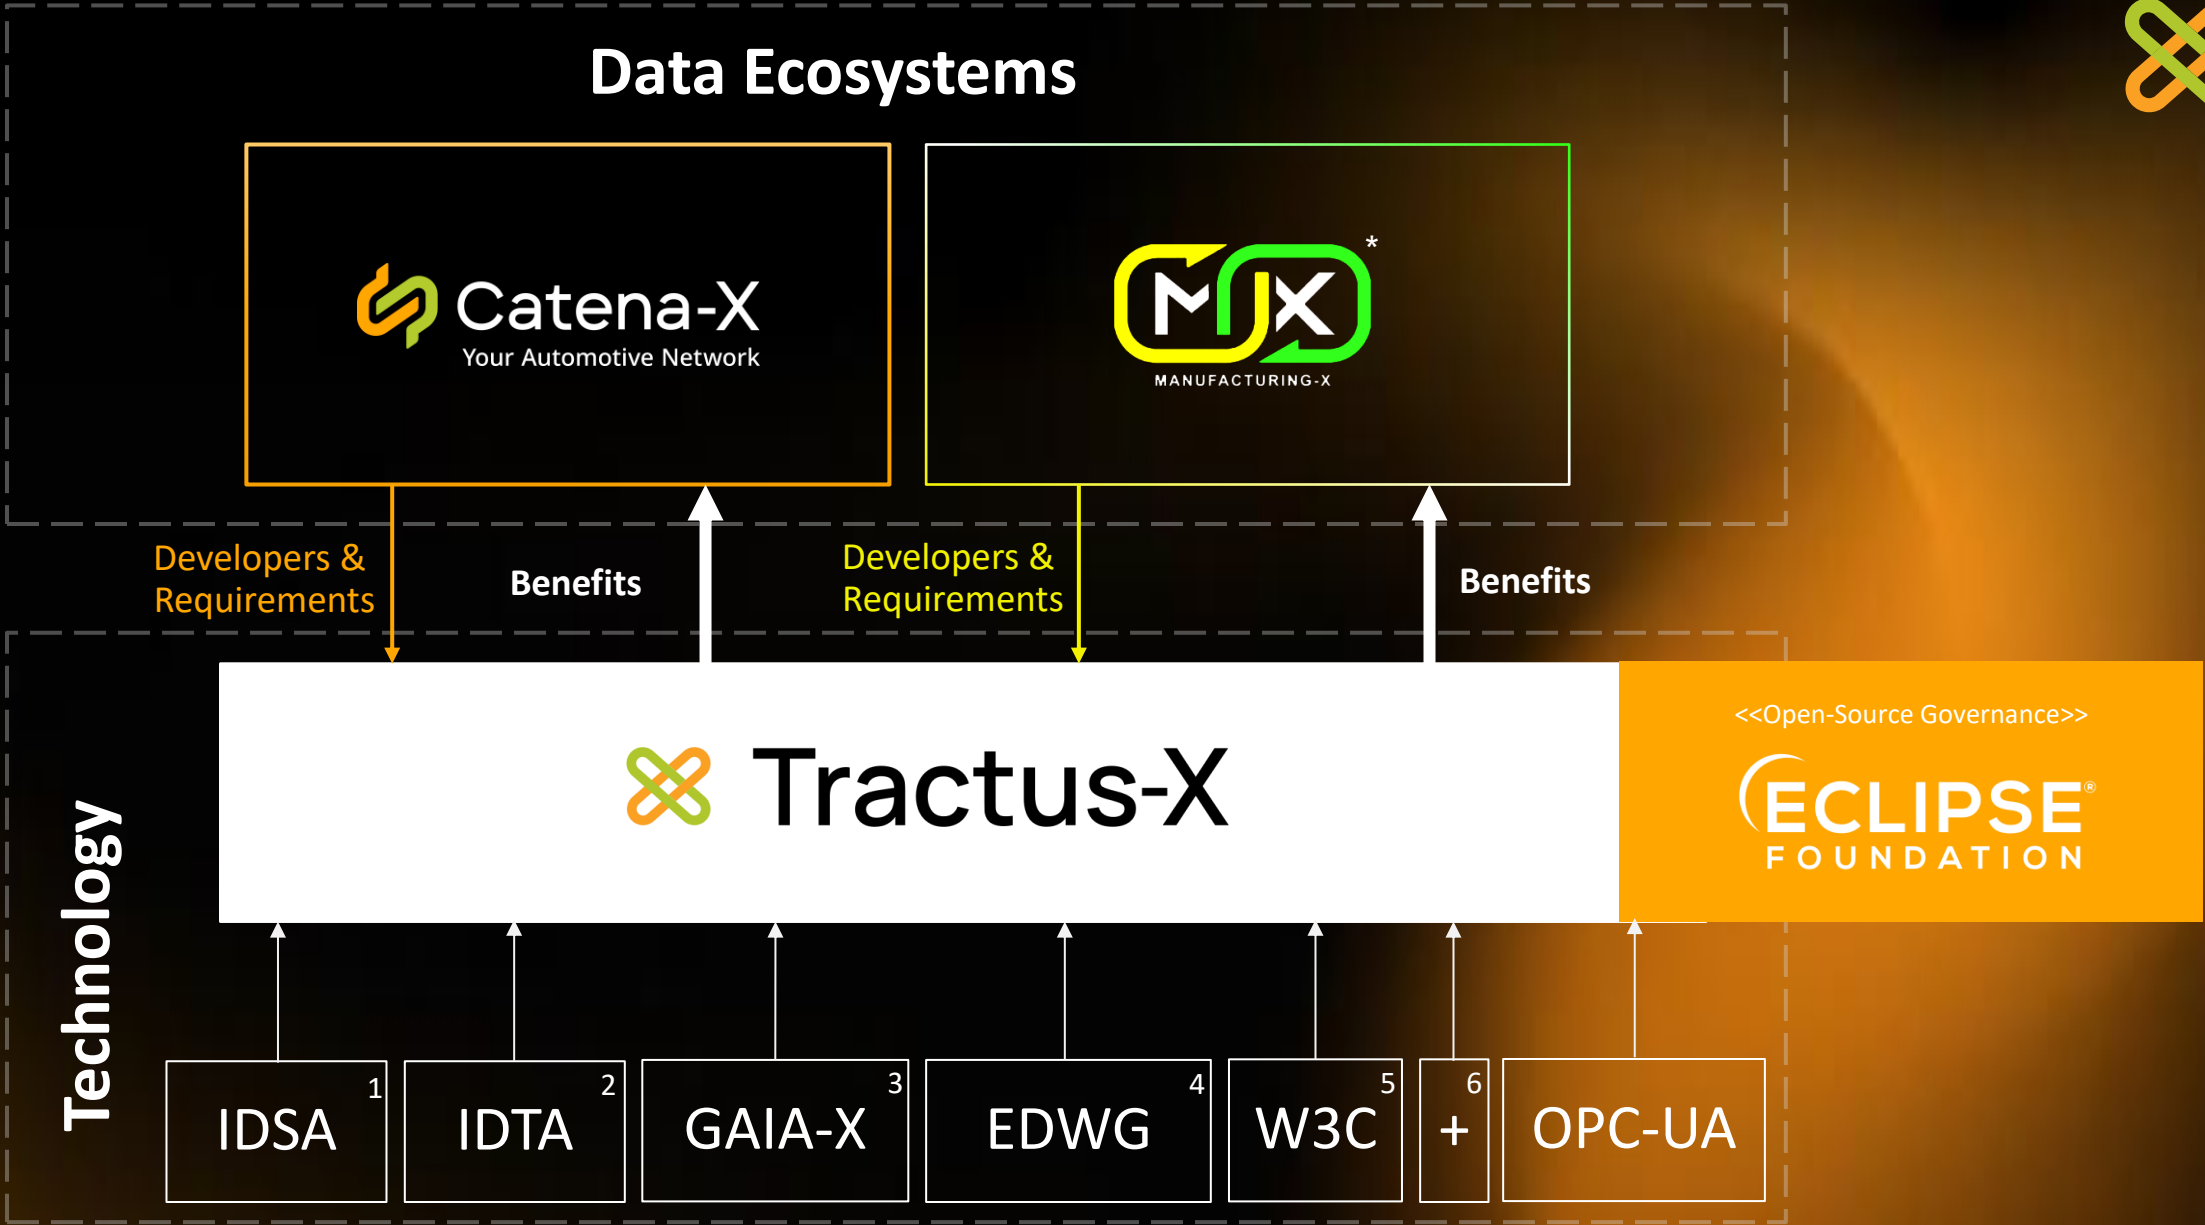 Data Ecosystems
Catena-X
Your Automotive Network
MX
*
MANUFACTURING-X
Developers &
Requirements
Benefits
Developers &
Requirements
Benefits
Technology
Tractus-X
<<Open-Source Governance>>
ECLIPSE®
FOUNDATION
IDSA 1
IDTA 2
GAIA-X 3
EDWG 4
W3C 5
+ 6
OPC-UA